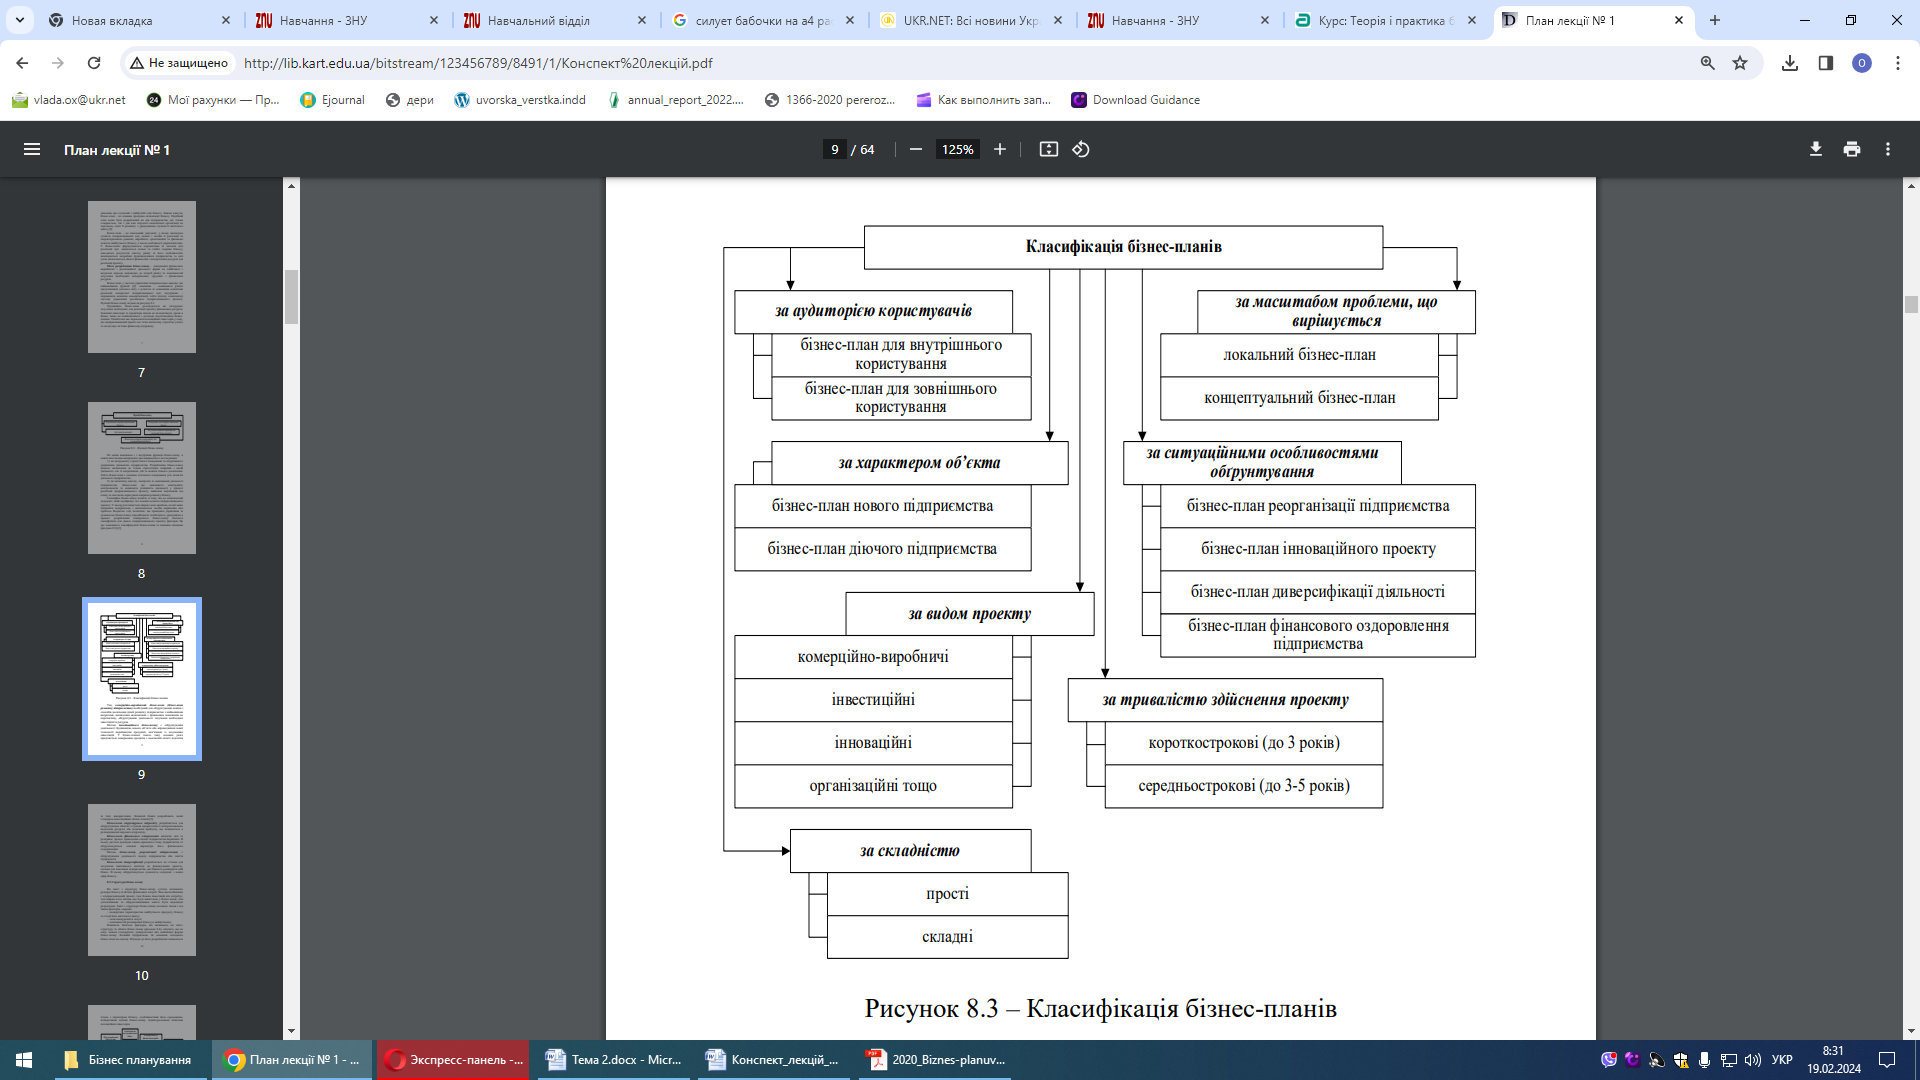 Новая вкладка
Навчання - ЗНУ
Навчальний відділ
силует бабочки на а4 ра
UKR.NET: Всі новини Укр
Навчання - ЗНУ
Курс: Теорія і практика б
План лекції № 1
Не защищено
http://lib.kart.edu.ua/bitstream/123456789/8491/1/Конспект%20лекцій.pdf
О
vlada.ox@ukr.net
Мої рахунки — Пр...
Ejournal
дери
uvorska_verstka.indd
annual_report_2022....
1366-2020 pereroz...
Как выполнить зап...
Download Guidance
План лекції № 1
9 / 64
125%
7
8
9
10
Класифікація бізнес-планів
за аудиторією користувачів
бізнес-план для внутрішнього
користування
бізнес-план для зовнішнього
користування
за масштабом проблеми, що
вирішується
локальний бізнес-план
концептуальний бізнес-план
за характером об’єкта
бізнес-план нового підприємства
бізнес-план діючого підприємства
за ситуаційними особливостями
обґрунтування
бізнес-план реорганізації підприємства
бізнес-план інноваційного проекту
бізнес-план диверсифікації діяльності
бізнес-план фінансового оздоровлення
підприємства
за видом проекту
комерційно-виробничі
інвестиційні
інноваційні
організаційні тощо
за тривалістю здійснення проекту
короткострокові (до 3 років)
середньострокові (до 3-5 років)
за складністю
прості
складні
Рисунок 8.3 – Класифікація бізнес-планів
Бізнес планування
План лекції № 1 - ...
Экспресс-панель -...
Тема 2.docx - Micr...
Конспект_лекцій_...
2020_Biznes-planuv...
УКР
8:31
19.02.2024